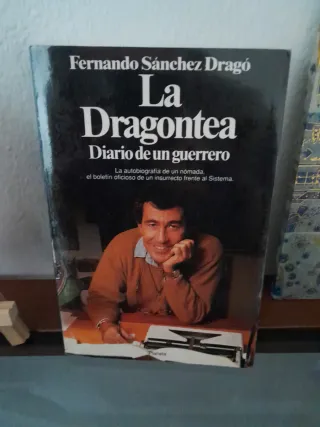 Fernando Sánchez Dragó
La
Dragontea
Diario de un guerrero
La autobiografía de un nómada,
el boletín oficioso de un insurrecto frente al Sistema.
Planeta